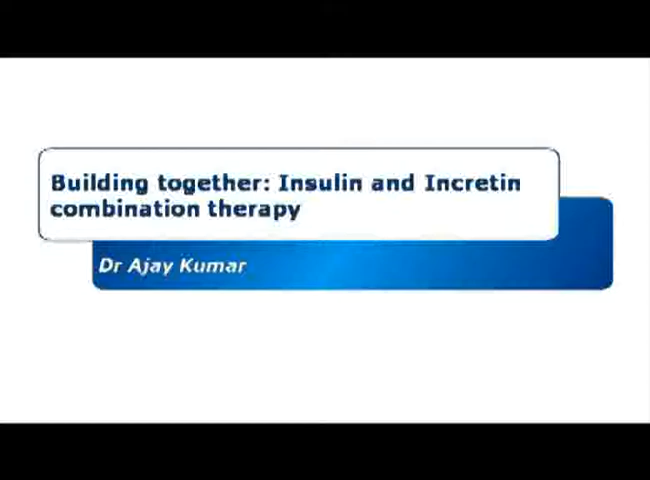 Building together: Insulin and Incretin
combination therapy
Dr Ajay Kumar